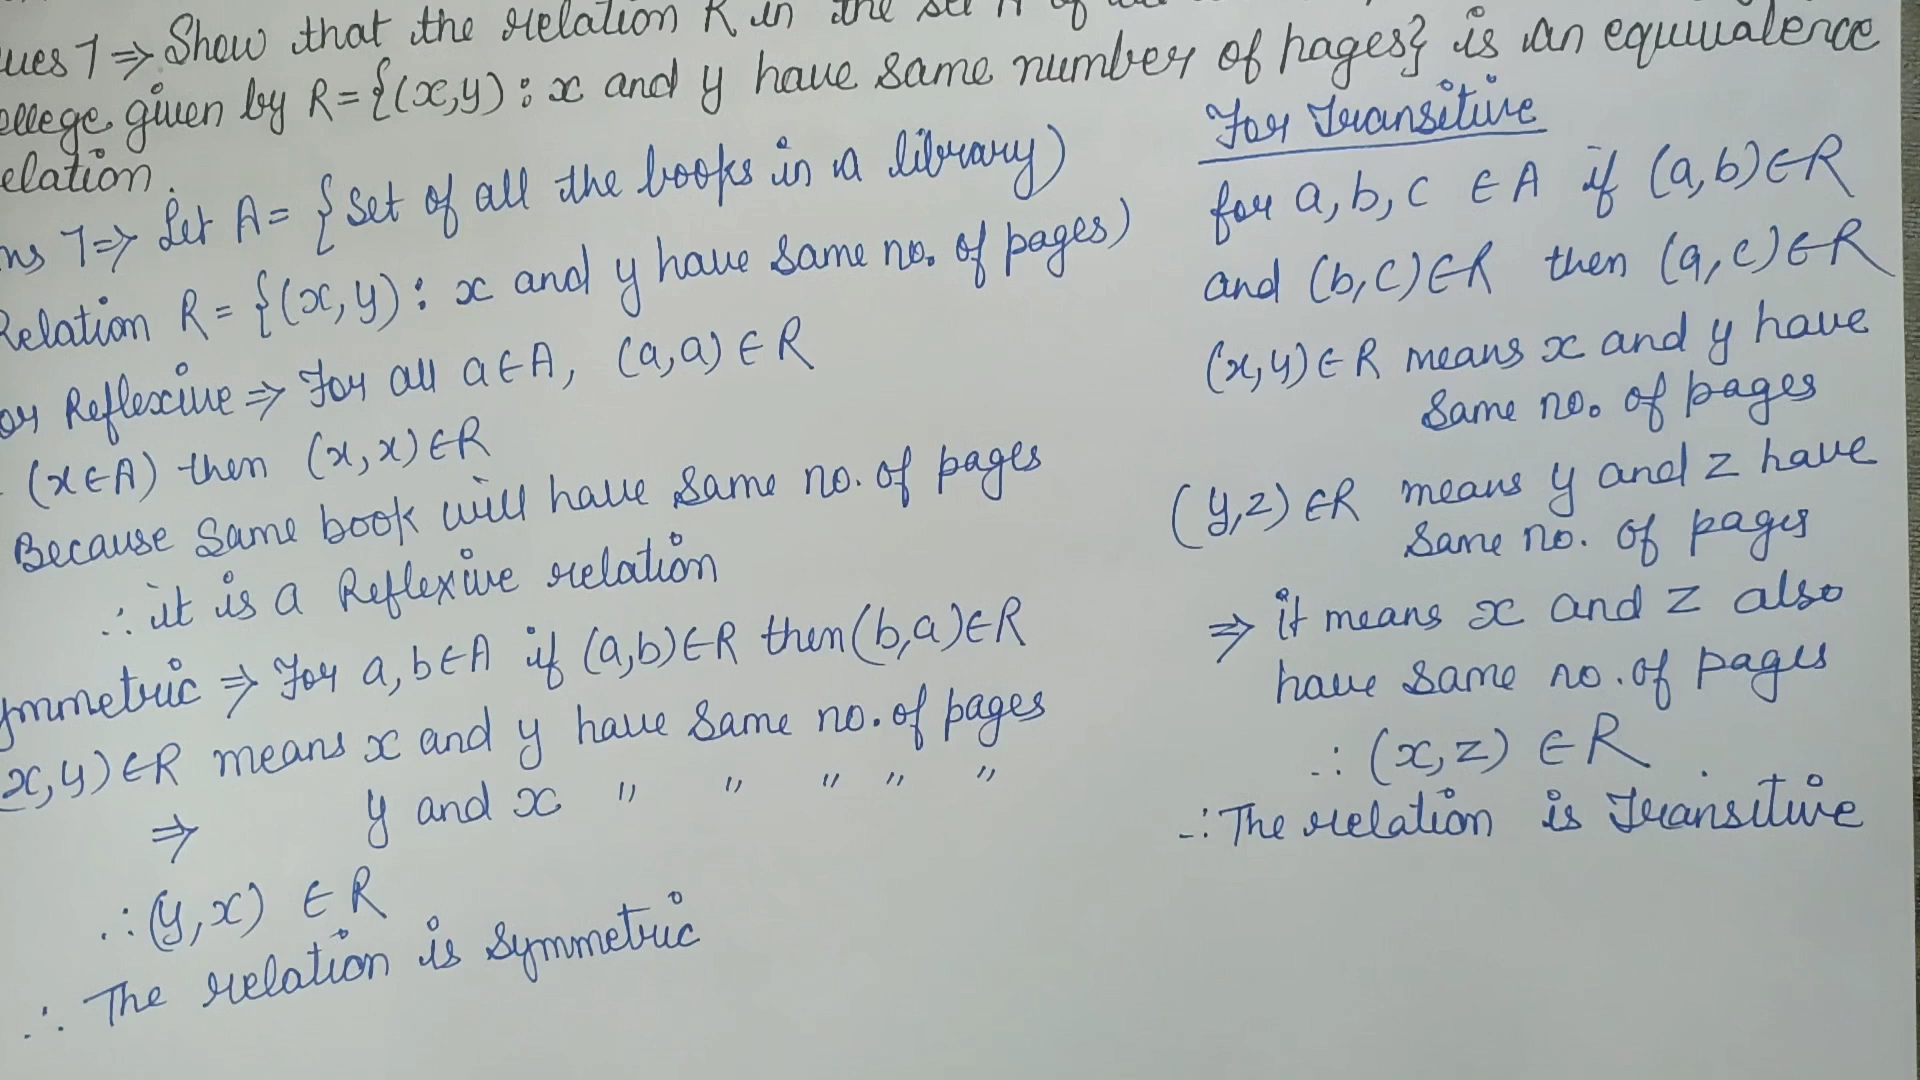 ues 7 ⇒ Show that the relation R in the set A of
ellege given by R = {(x,y) : x and y have same number of pages} is an equivalence
elation.
ns 7 ⇒ Let A = {Set of all the books in a library)
Relation R = {(x,y) : x and y have same no. of pages)
or Reflexive ⇒ For all a∈A, (a,a) ∈ R
(x∈A) then (x,x) ∈R
Because Same book will have same no. of pages
∴ it is a Reflexive relation
ymmetric ⇒ For a, b∈A if (a,b)∈R then (b,a)∈R
x,y)∈R means x and y have same no. of pages
⇒ y and x " " " " "
∴ (y,x) ∈ R
∴ The relation is Symmetric
For Transitive
for a, b, c ∈ A if (a,b)∈R
and (b,c)∈R then (a,c)∈R
(x,y)∈R means x and y have
Same no. of pages
(y,z)∈R means y and z have
Same no. of pages
⇒ it means x and z also
have same no. of pages
∴ (x,z) ∈ R
∴ The relation is Transitive